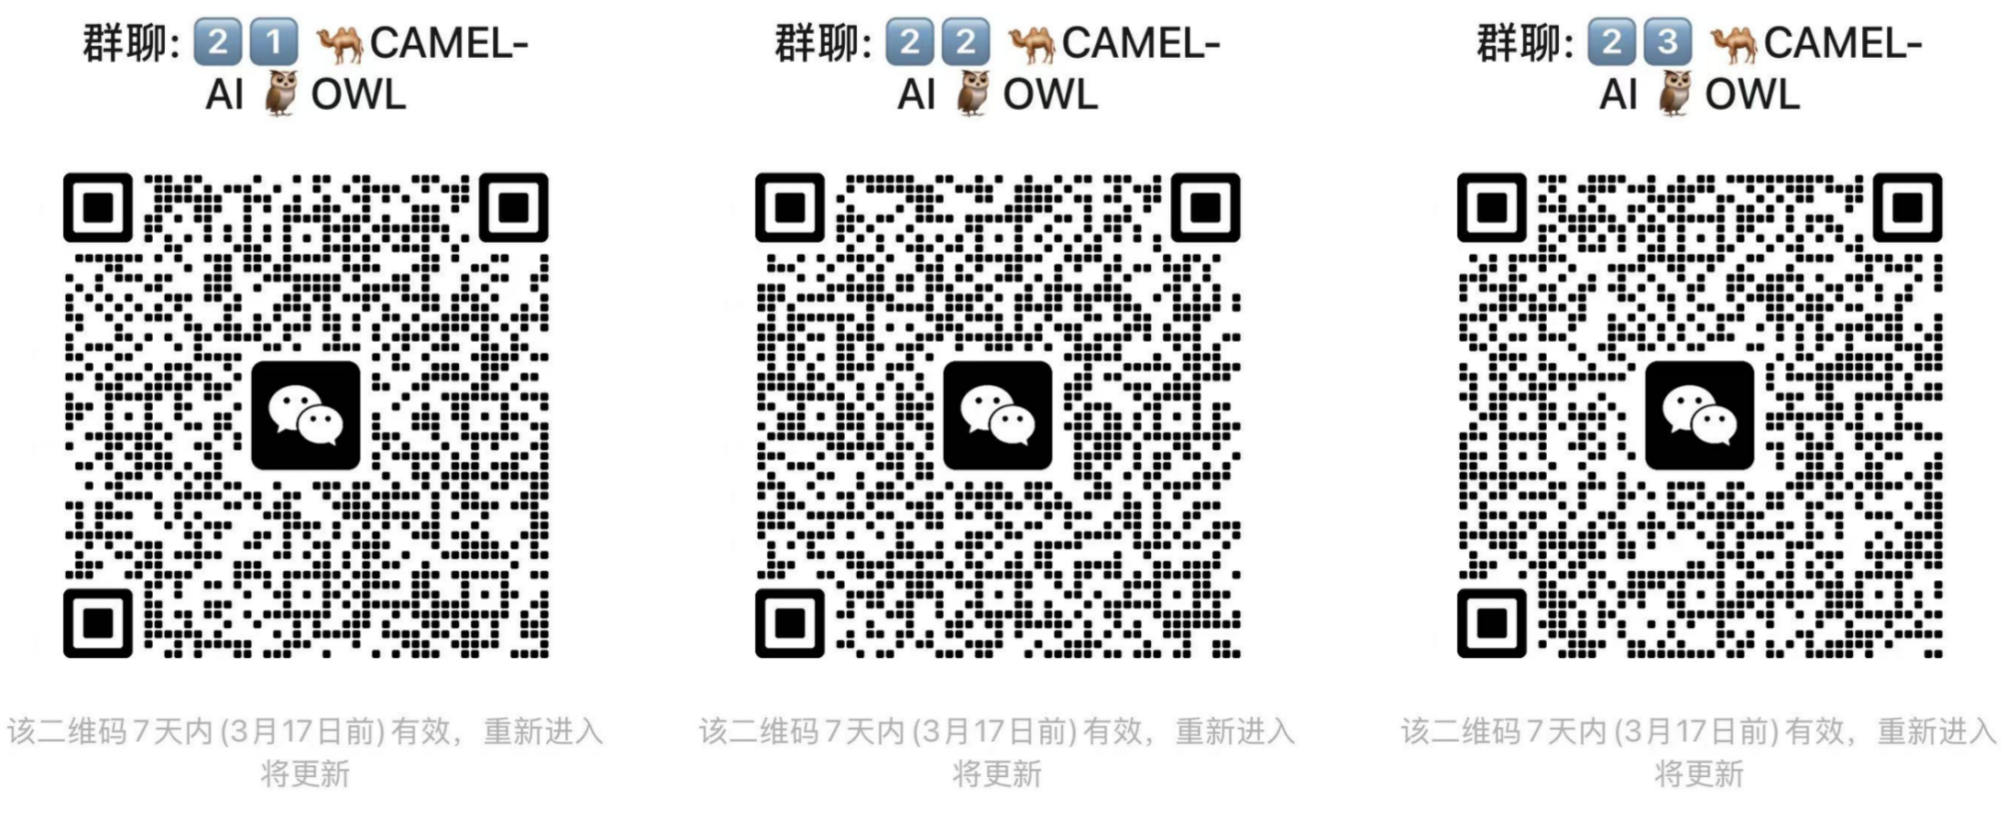 群聊: 2️⃣1️⃣ 🐫CAMEL-
AI 🦉OWL
该二维码7天内(3月17日前)有效，重新进入
将更新
群聊: 2️⃣2️⃣ 🐫CAMEL-
AI 🦉OWL
该二维码7天内(3月17日前)有效，重新进入
将更新
群聊: 2️⃣3️⃣ 🐫CAMEL-
AI 🦉OWL
该二维码7天内(3月17日前)有效，重新进入
将更新